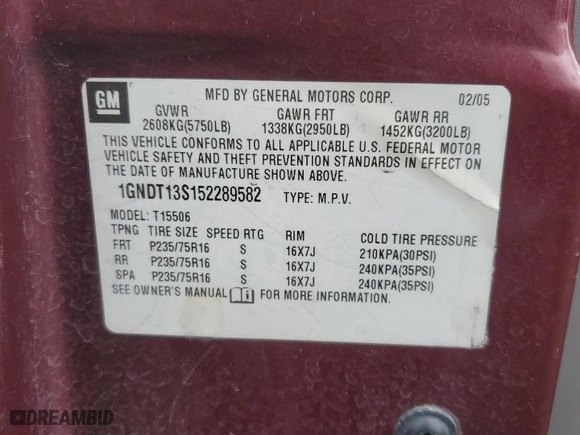 GM
MFD BY GENERAL MOTORS CORP. 02/05
GVWR GAWR FRT GAWR RR
2608KG(5750LB) 1338KG(2950LB) 1452KG(3200LB)
THIS VEHICLE CONFORMS TO ALL APPLICABLE U.S. FEDERAL MOTOR
VEHICLE SAFETY AND THEFT PREVENTION STANDARDS IN EFFECT ON
THE DATE OF MANUFACTURE SHOWN ABOVE.
1GNDT13S152289582 TYPE: M.P.V.
MODEL: T15506
TPNG TIRE SIZE SPEED RTG RIM COLD TIRE PRESSURE
FRT P235/75R16 S 16X7J 210KPA(30PSI)
RR P235/75R16 S 16X7J 240KPA(35PSI)
SPA P235/75R16 S 16X7J 240KPA(35PSI)
SEE OWNER'S MANUAL FOR MORE INFORMATION.
DREAMBID